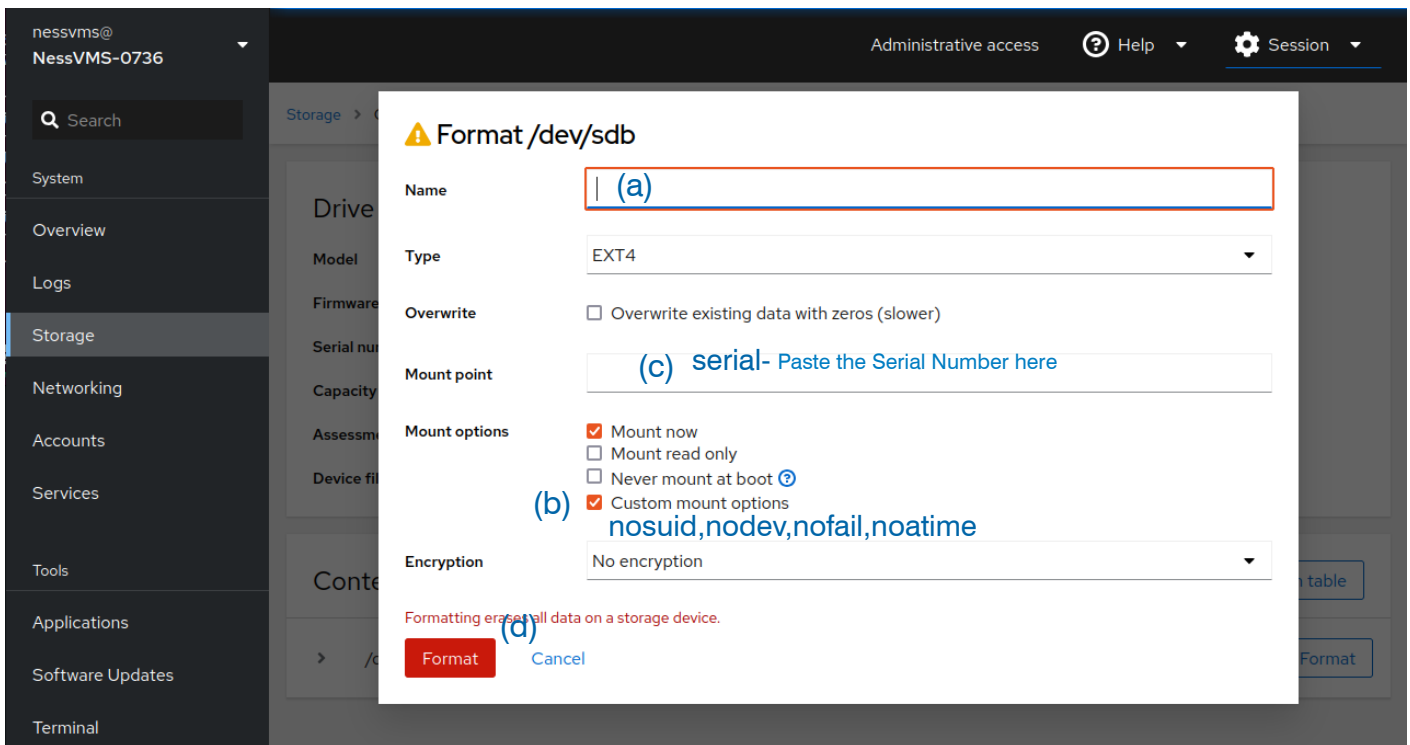 nessvms@
NessVMS-0736
Administrative access
Help
Session
Search
System
Overview
Logs
Storage
Networking
Accounts
Services
Tools
Applications
Software Updates
Terminal
Storage
Drive
Model
Firmware
Serial
Capacity
Device
table
Format
Format /dev/sdb
Name
(a)
Type
EXT4
Overwrite
Overwrite existing data with zeros (slower)
Mount point
(c) serial- Paste the Serial Number here
Mount options
Mount now
Mount read only
Never mount at boot
(b)
Custom mount options
nosuid,nodev,nofail,noatime
Encryption
No encryption
Formatting erases all data on a storage device.
(d)
Format
Cancel